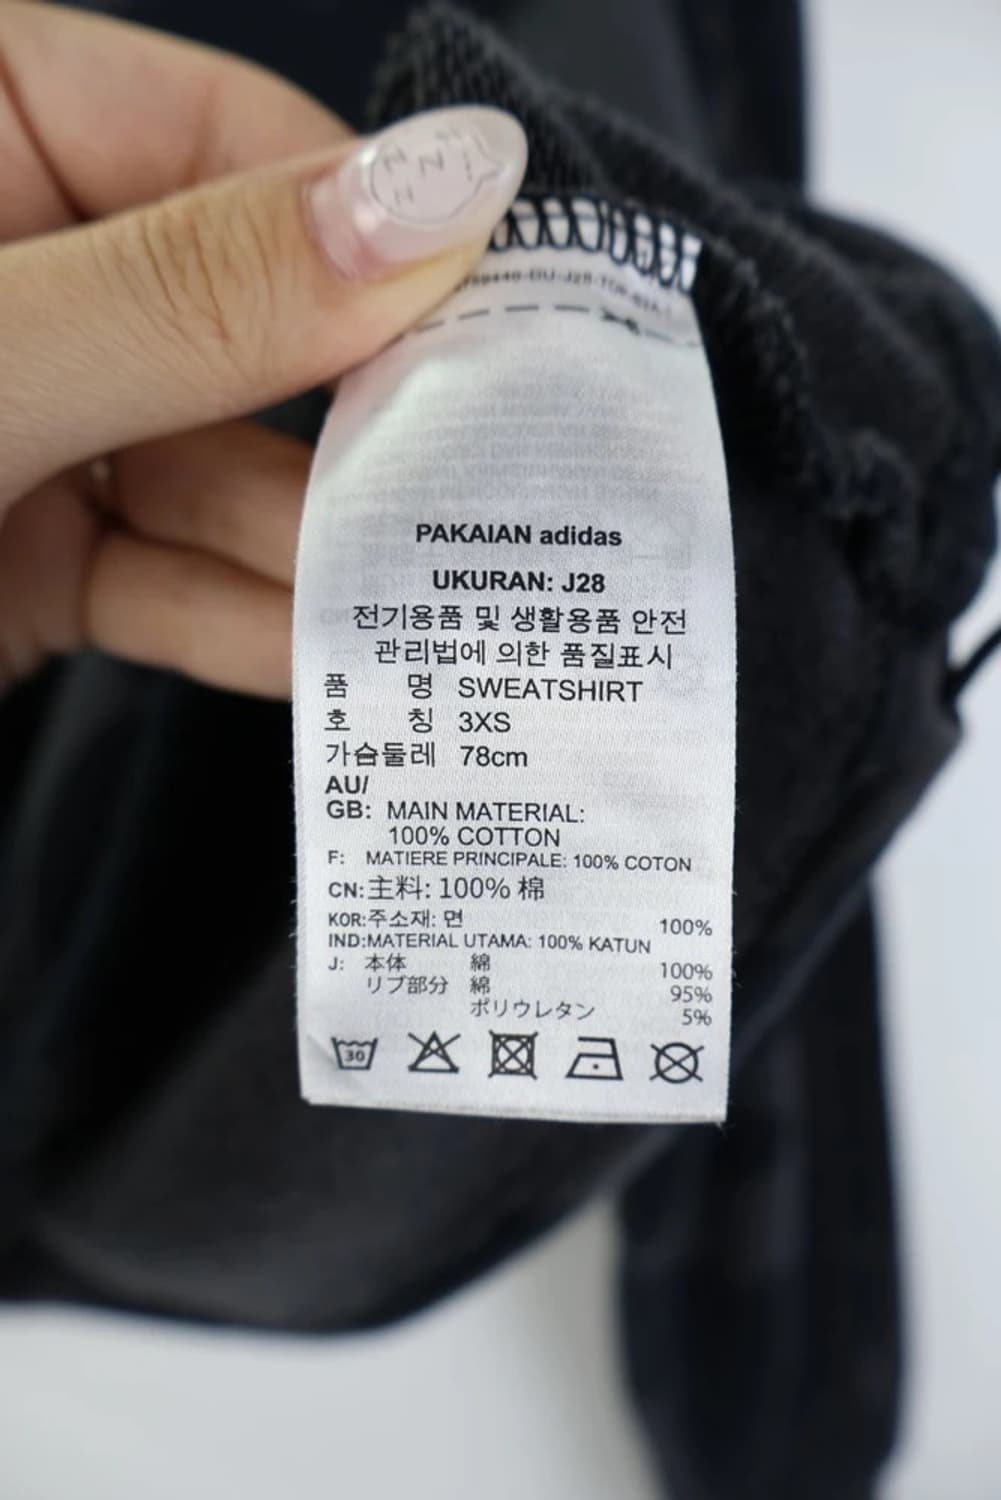 Z Z
Z Z
PAKAIAN adidas
UKURAN: J28
전기용품 및 생활용품 안전
관리법에 의한 품질표시
품 명 SWEATSHIRT
호 칭 3XS
가슴둘레 78cm
AU/
GB: MAIN MATERIAL:
100% COTTON
F: MATIERE PRINCIPALE: 100% COTON
CN:主料: 100% 棉
KOR:주소재: 면 100%
IND:MATERIAL UTAMA: 100% KATUN
J: 本体 綿 100%
リブ部分 綿 95%
ポリウレタン 5%
30